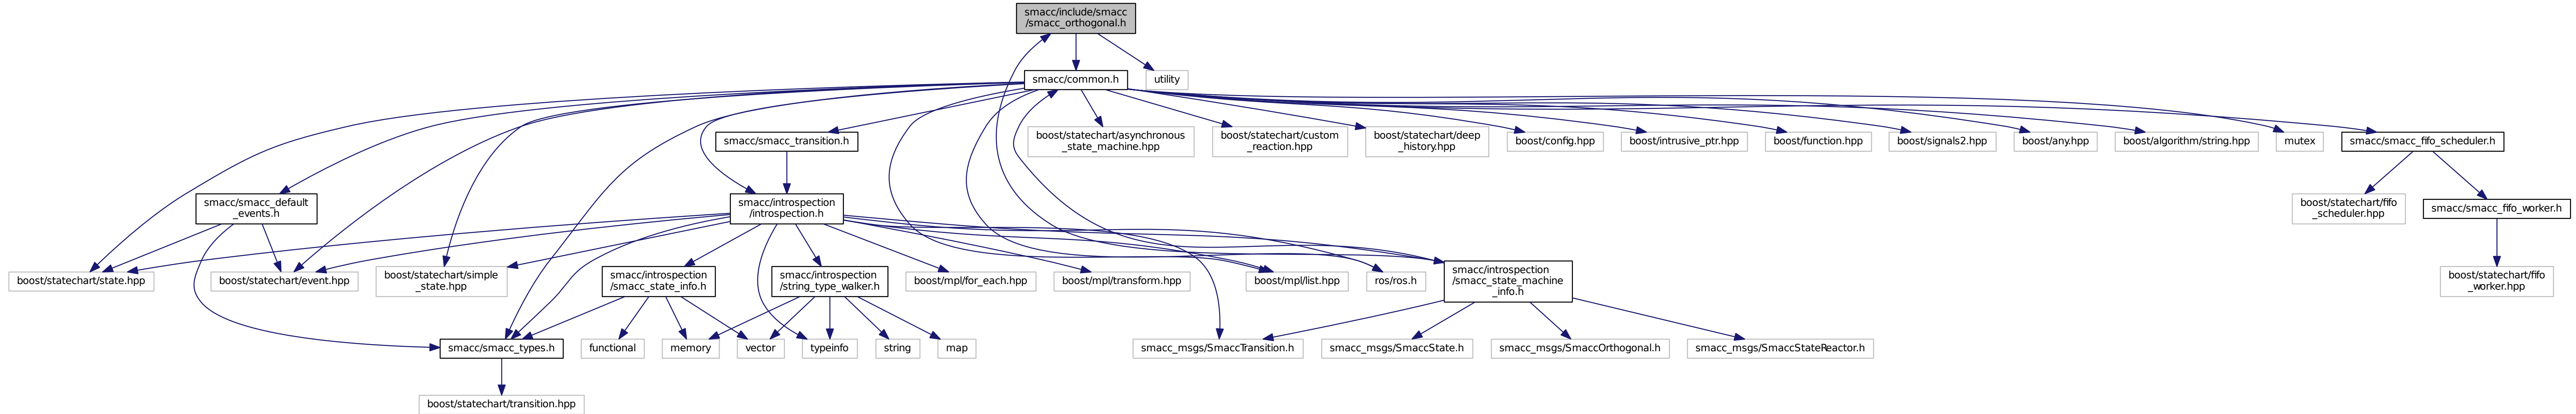 smacc/include/smacc
/smacc_orthogonal.h
smacc/common.h
utility
smacc/smacc_transition.h
boost/statechart/asynchronous
_state_machine.hpp
boost/statechart/custom
_reaction.hpp
boost/statechart/deep
_history.hpp
boost/config.hpp
boost/intrusive_ptr.hpp
boost/function.hpp
boost/signals2.hpp
boost/any.hpp
boost/algorithm/string.hpp
mutex
smacc/smacc_fifo_scheduler.h
smacc/smacc_default
_events.h
smacc/introspection
/introspection.h
boost/statechart/fifo
_scheduler.hpp
smacc/smacc_fifo_worker.h
boost/statechart/state.hpp
boost/statechart/event.hpp
boost/statechart/simple
_state.hpp
smacc/introspection
/smacc_state_info.h
smacc/introspection
/string_type_walker.h
boost/mpl/for_each.hpp
boost/mpl/transform.hpp
boost/mpl/list.hpp
ros/ros.h
smacc/introspection
/smacc_state_machine
_info.h
boost/statechart/fifo
_worker.hpp
smacc/smacc_types.h
functional
memory
vector
typeinfo
string
map
smacc_msgs/SmaccTransition.h
smacc_msgs/SmaccState.h
smacc_msgs/SmaccOrthogonal.h
smacc_msgs/SmaccStateReactor.h
boost/statechart/transition.hpp